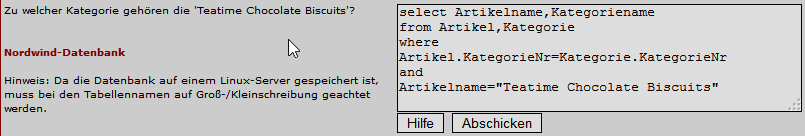 Zu welcher Kategorie gehören die 'Teatime Chocolate Biscuits'?
Nordwind-Datenbank
Hinweis: Da die Datenbank auf einem Linux-Server gespeichert ist,
muss bei den Tabellennamen auf Groß-/Kleinschreibung geachtet
werden.
select Artikelname,Kategoriename
from Artikel,Kategorie
where
Artikel.KategorieNr=Kategorie.KategorieNr
and
Artikelname="Teatime Chocolate Biscuits"
Hilfe Abschicken